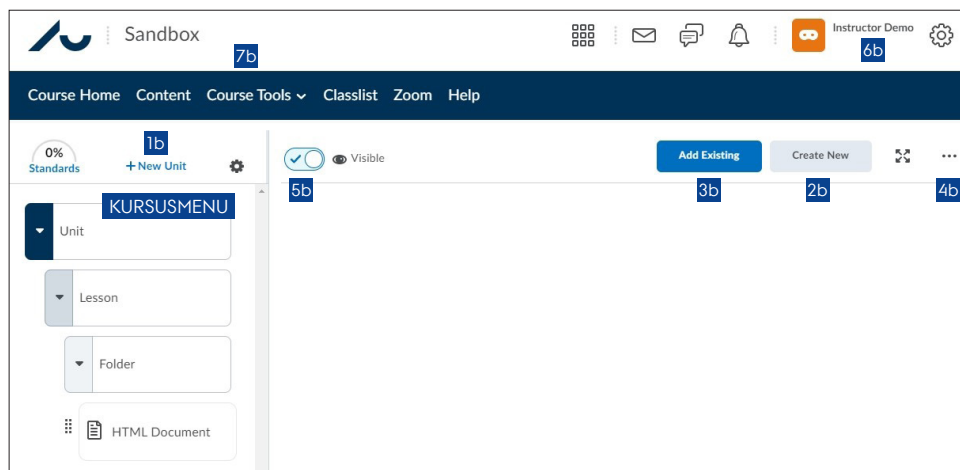 Sandbox
Instructor Demo
7b
6b
Course Home Content Course Tools Classlist Zoom Help
1b
0%
Standards
+ New Unit
Visible
Add Existing
Create New
...
5b
3b
2b
4b
KURSUSMENU
Unit
Lesson
Folder
HTML Document